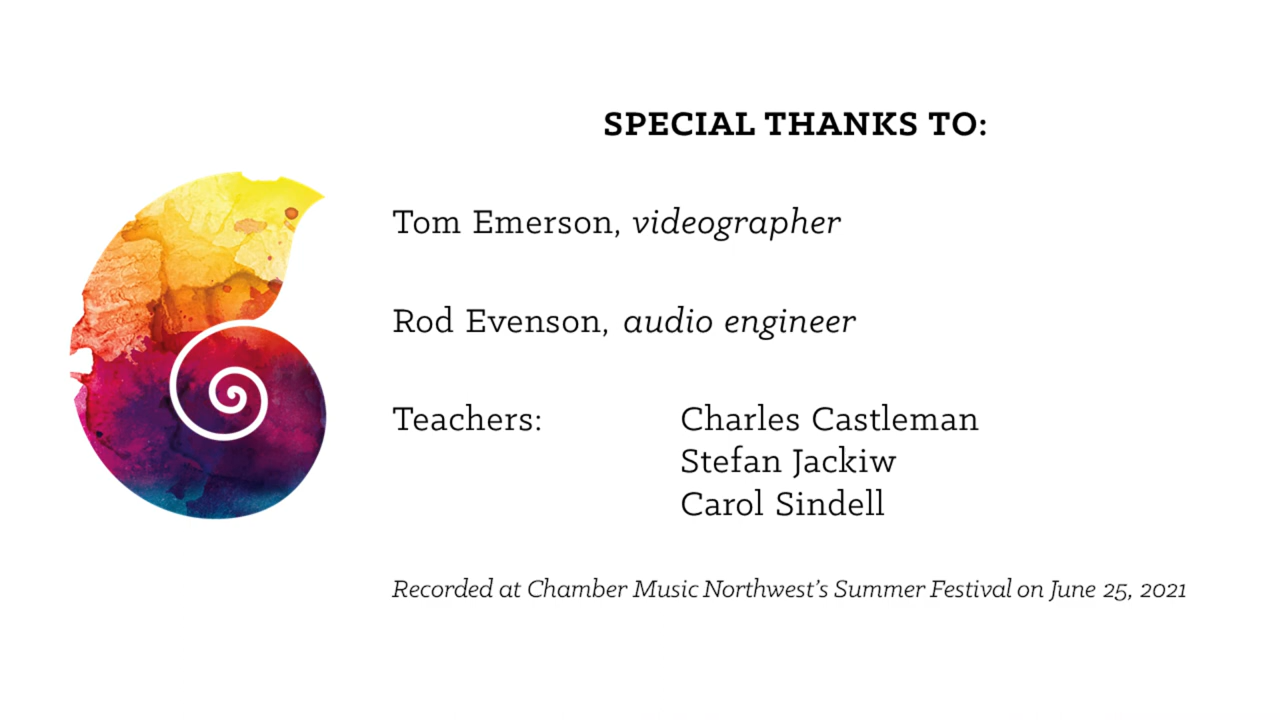 SPECIAL THANKS TO:
Tom Emerson, videographer
Rod Evenson, audio engineer
Teachers: Charles Castleman
Stefan Jackiw
Carol Sindell
Recorded at Chamber Music Northwest’s Summer Festival on June 25, 2021